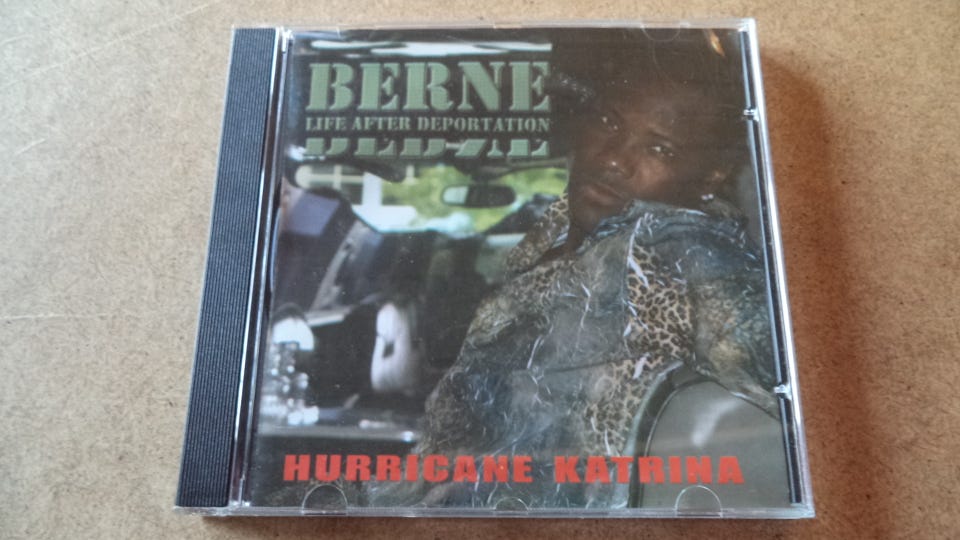 BERNE
LIFE AFTER DEPORTATION
HURRICANE KATRINA